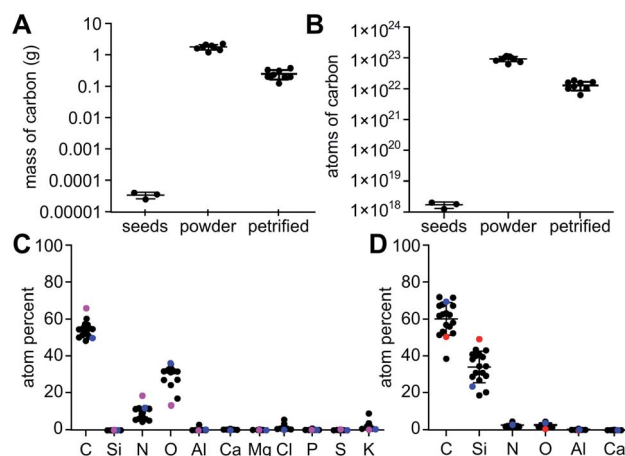 A
mass of carbon (g)
10
1
0.1
0.01
0.001
0.0001
0.00001
seeds powder petrified
B
atoms of carbon
1×10²⁴
1×10²³
1×10²²
1×10²¹
1×10²⁰
1×10¹⁹
1×10¹⁸
seeds powder petrified
C
atom percent
100
80
60
40
20
0
C Si N O Al Ca Mg Cl P S K
D
atom percent
100
80
60
40
20
0
C Si N O Al Ca